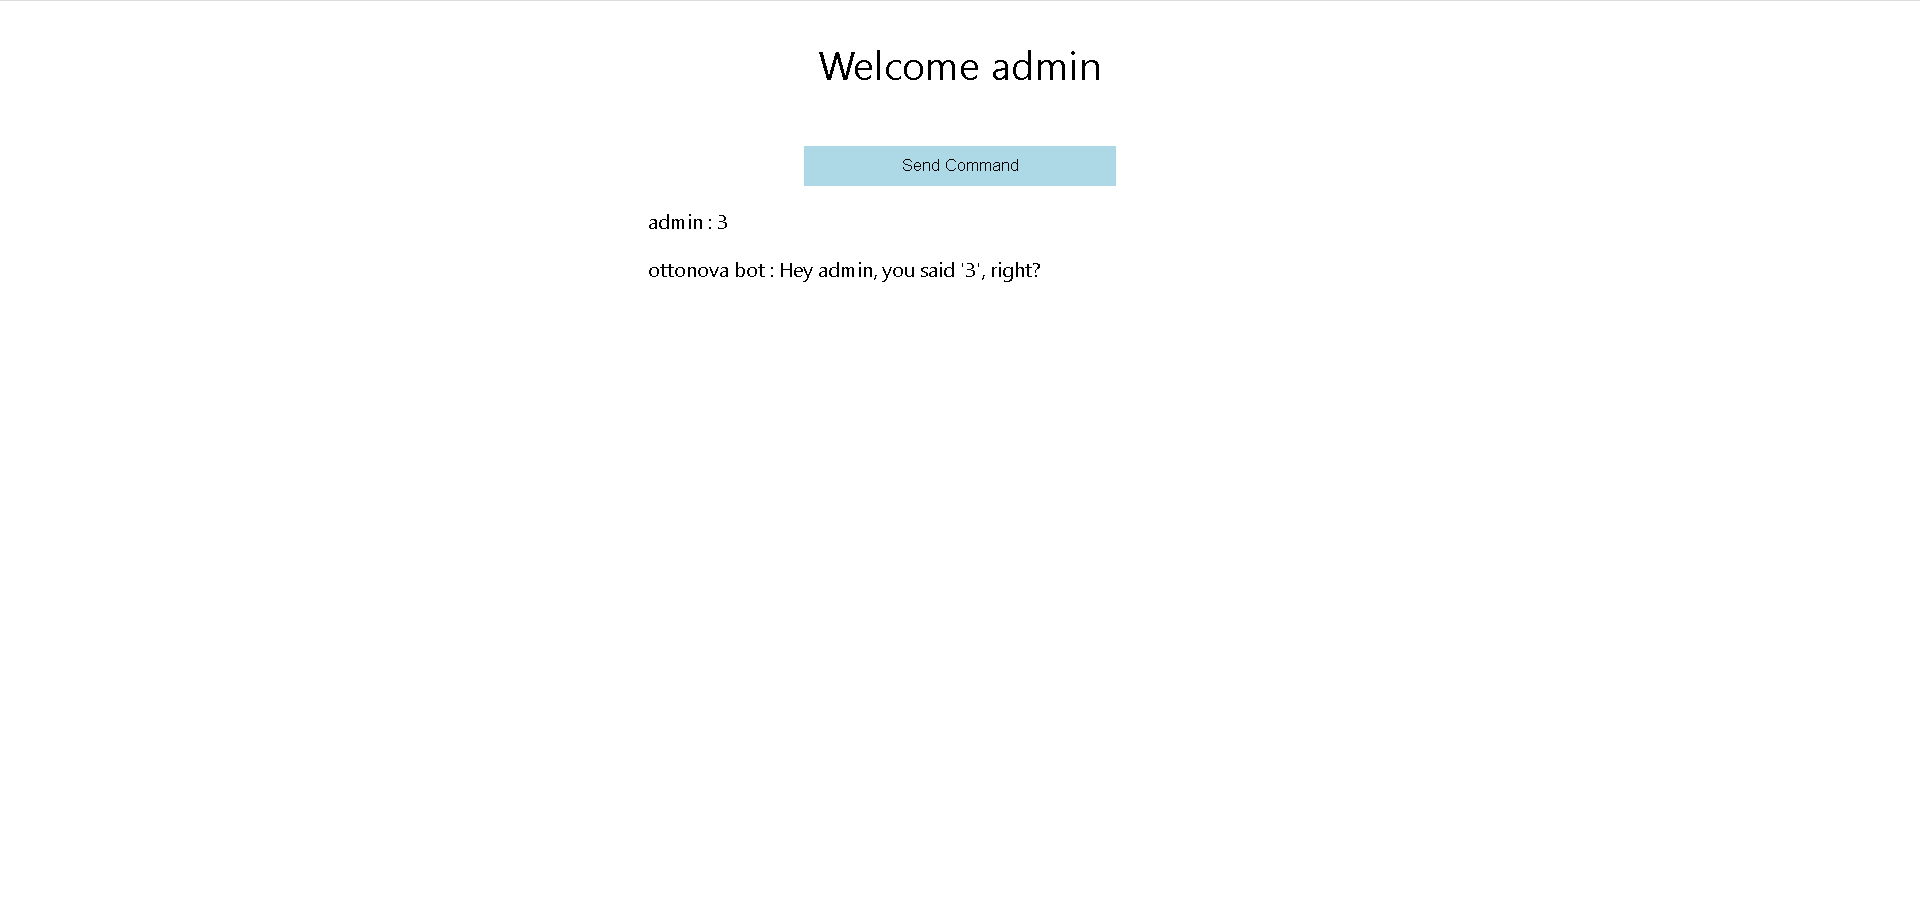 Welcome admin
Send Command
admin : 3
ottonova bot : Hey admin, you said '3', right?